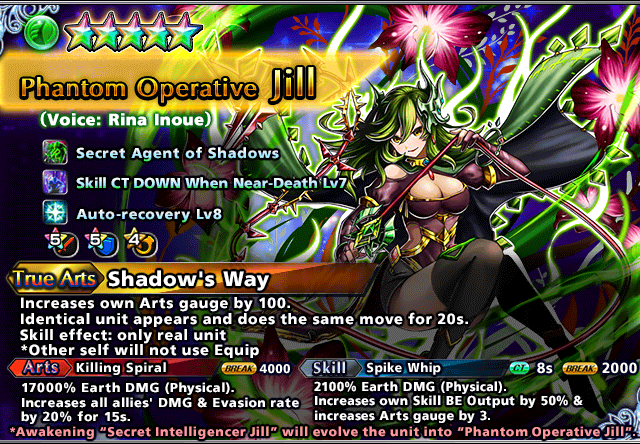 Phantom Operative Jill
(Voice: Rina Inoue)
Secret Agent of Shadows
Skill CT DOWN When Near-Death Lv7
Auto-recovery Lv8
5 5 4
True Arts Shadow's Way
Increases own Arts gauge by 100.
Identical unit appears and does the same move for 20s.
Skill effect: only real unit
*Other self will not use Equip
Arts Killing Spiral BREAK 4000
17000% Earth DMG (Physical).
Increases all allies' DMG & Evasion rate
by 20% for 15s.
Skill Spike Whip CT 8s BREAK 2000
2100% Earth DMG (Physical).
Increases own Skill BE Output by 50% &
increases Arts gauge by 3.
*Awakening "Secret Intelligencer Jill" will evolve the unit into "Phantom Operative Jill".